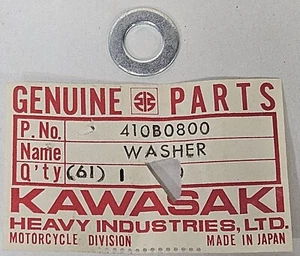 GENUINE PARTS
P. No. 410B0800
Name WASHER
Q'ty (61) 1
KAWASAKI
HEAVY INDUSTRIES, LTD.
MOTORCYCLE DIVISION MADE IN JAPAN